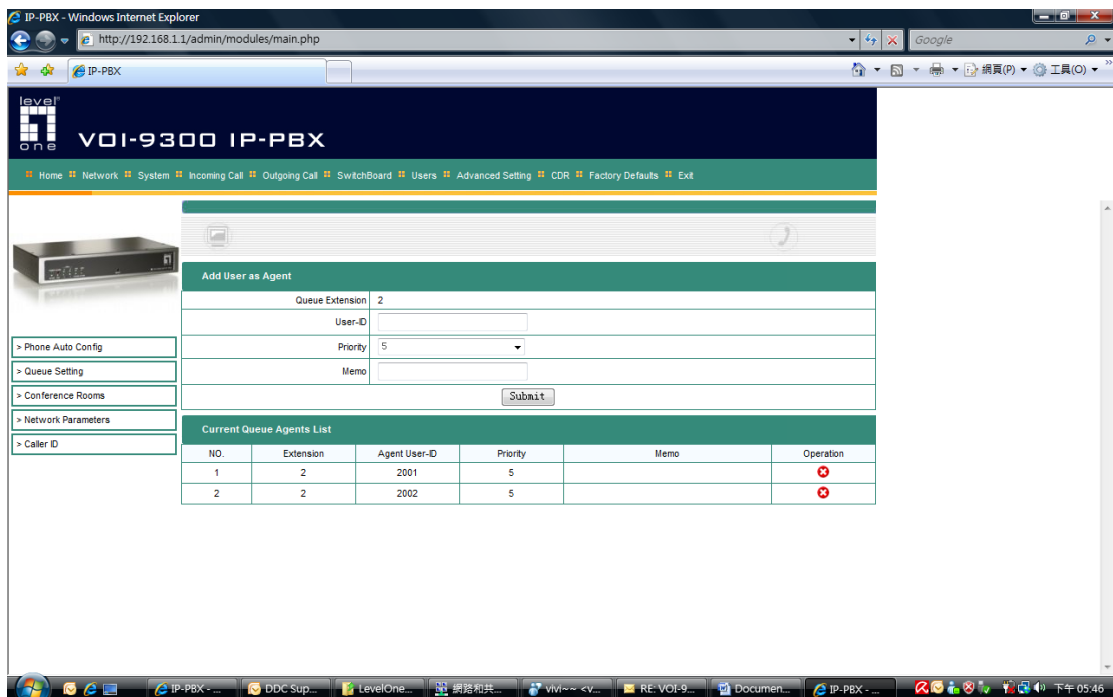 IP-PBX - Windows Internet Explorer
http://192.168.1.1/admin/modules/main.php
Google
IP-PBX
網頁(P) 工具(O)
level
one
VOI-9300 IP-PBX
Home Network System Incoming Call Outgoing Call SwitchBoard Users Advanced Setting CDR Factory Defaults Exit
> Phone Auto Config
> Queue Setting
> Conference Rooms
> Network Parameters
> Caller ID
Add User as Agent
Queue Extension 2
User-ID
Priority 5
Memo
Submit
Current Queue Agents List
NO. Extension Agent User-ID Priority Memo Operation
1 2 2001 5
2 2 2002 5
IP-PBX - ... DDC Sup... LevelOne... 網路和共... vivi~~ <v... RE: VOI-9... Documen... IP-PBX - ... 下午 05:46